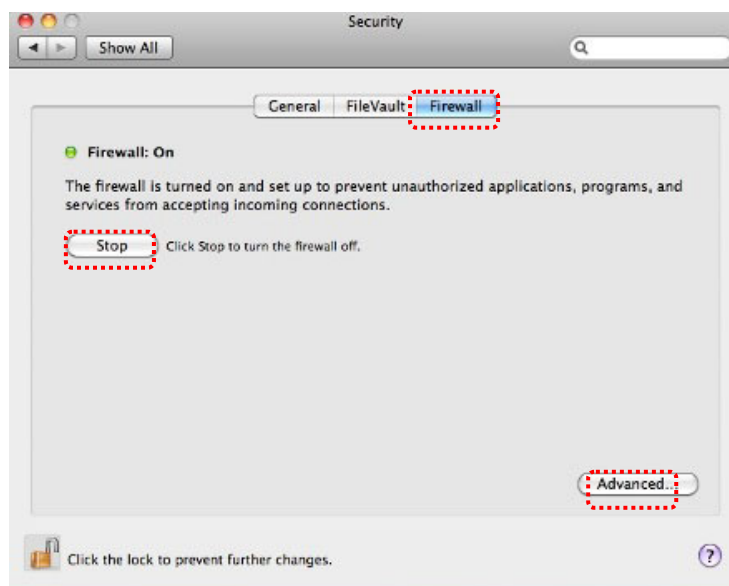 Security
Show All
General FileVault Firewall
Firewall: On
The firewall is turned on and set up to prevent unauthorized applications, programs, and
services from accepting incoming connections.
Stop Click Stop to turn the firewall off.
Advanced...
Click the lock to prevent further changes. ?